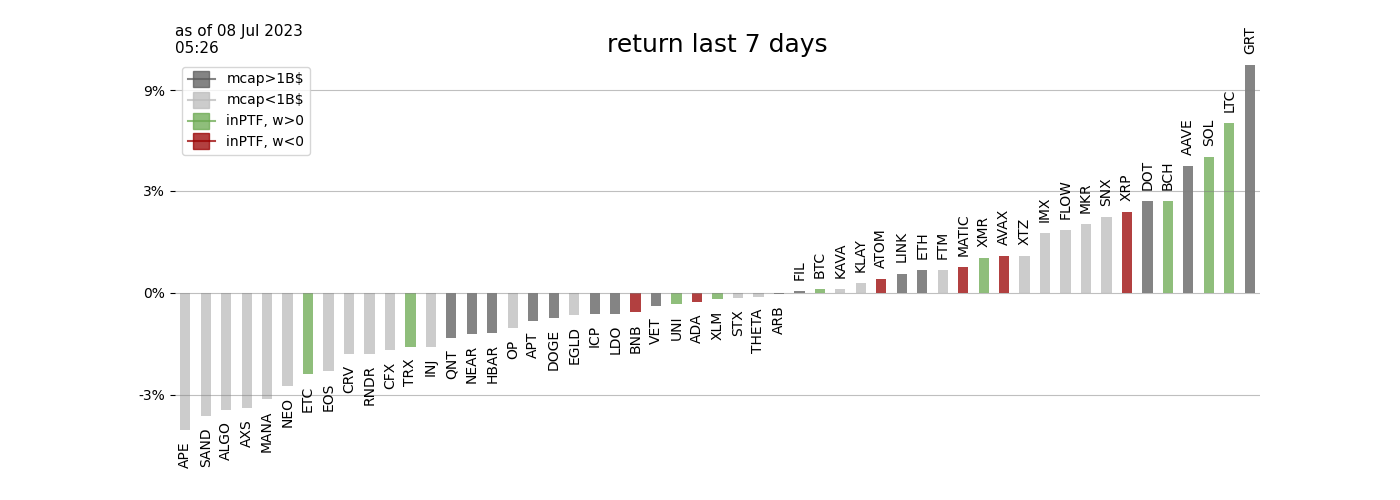 as of 08 Jul 2023
05:26
return last 7 days
mcap>1B$
mcap<1B$
inPTF, w>0
inPTF, w<0
9%
3%
0%
-3%
APE
SAND
ALGO
AXS
MANA
NEO
ETC
EOS
CRV
RNDR
CFX
TRX
INJ
QNT
NEAR
HBAR
OP
APT
DOGE
EGLD
ICP
LDO
BNB
VET
UNI
ADA
XLM
STX
THETA
ARB
FIL
BTC
KAVA
KLAY
ATOM
LINK
ETH
FTM
MATIC
XMR
AVAX
XTZ
IMX
FLOW
MKR
SNX
XRP
DOT
BCH
AAVE
SOL
LTC
GRT